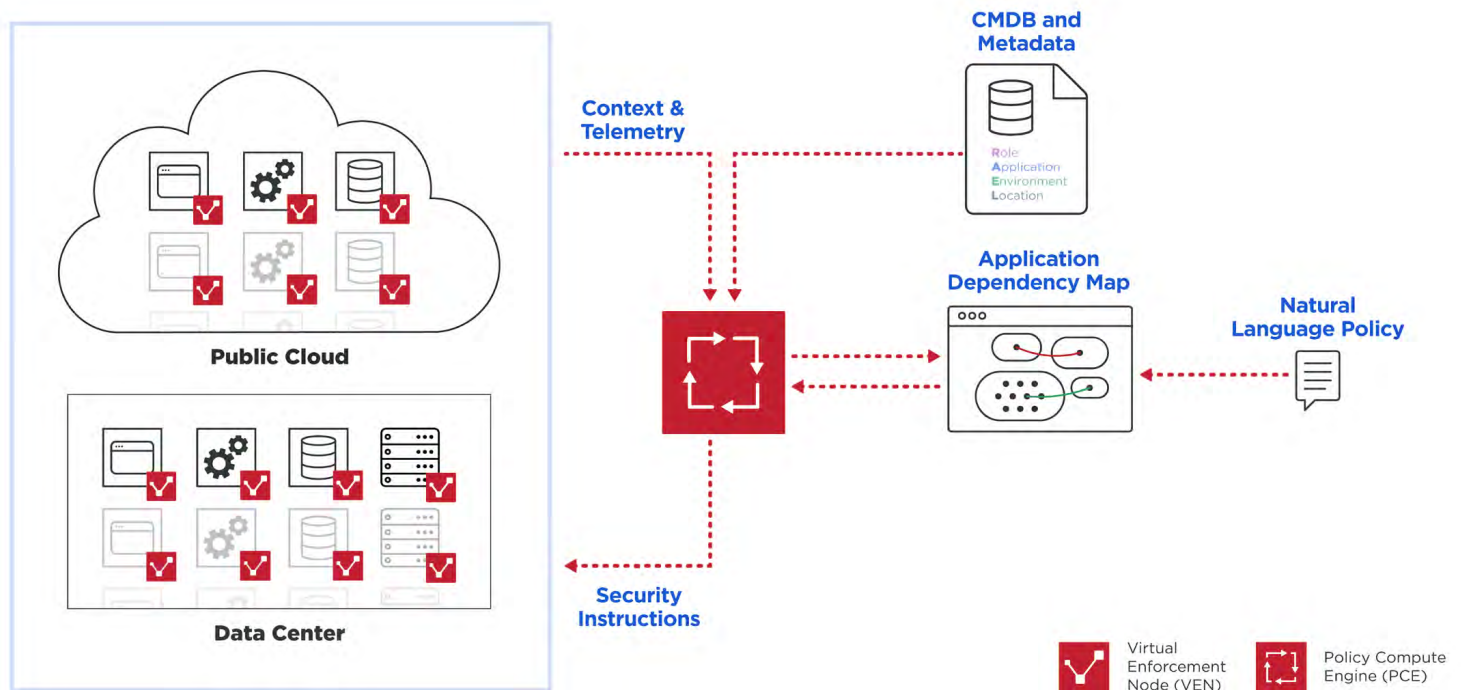 CMDB and
Metadata
Context &
Telemetry
Role
Application
Environment
Location
Application
Dependency Map
Natural
Language Policy
Public Cloud
Security
Instructions
Data Center
Virtual
Enforcement
Node (VEN)
Policy Compute
Engine (PCE)